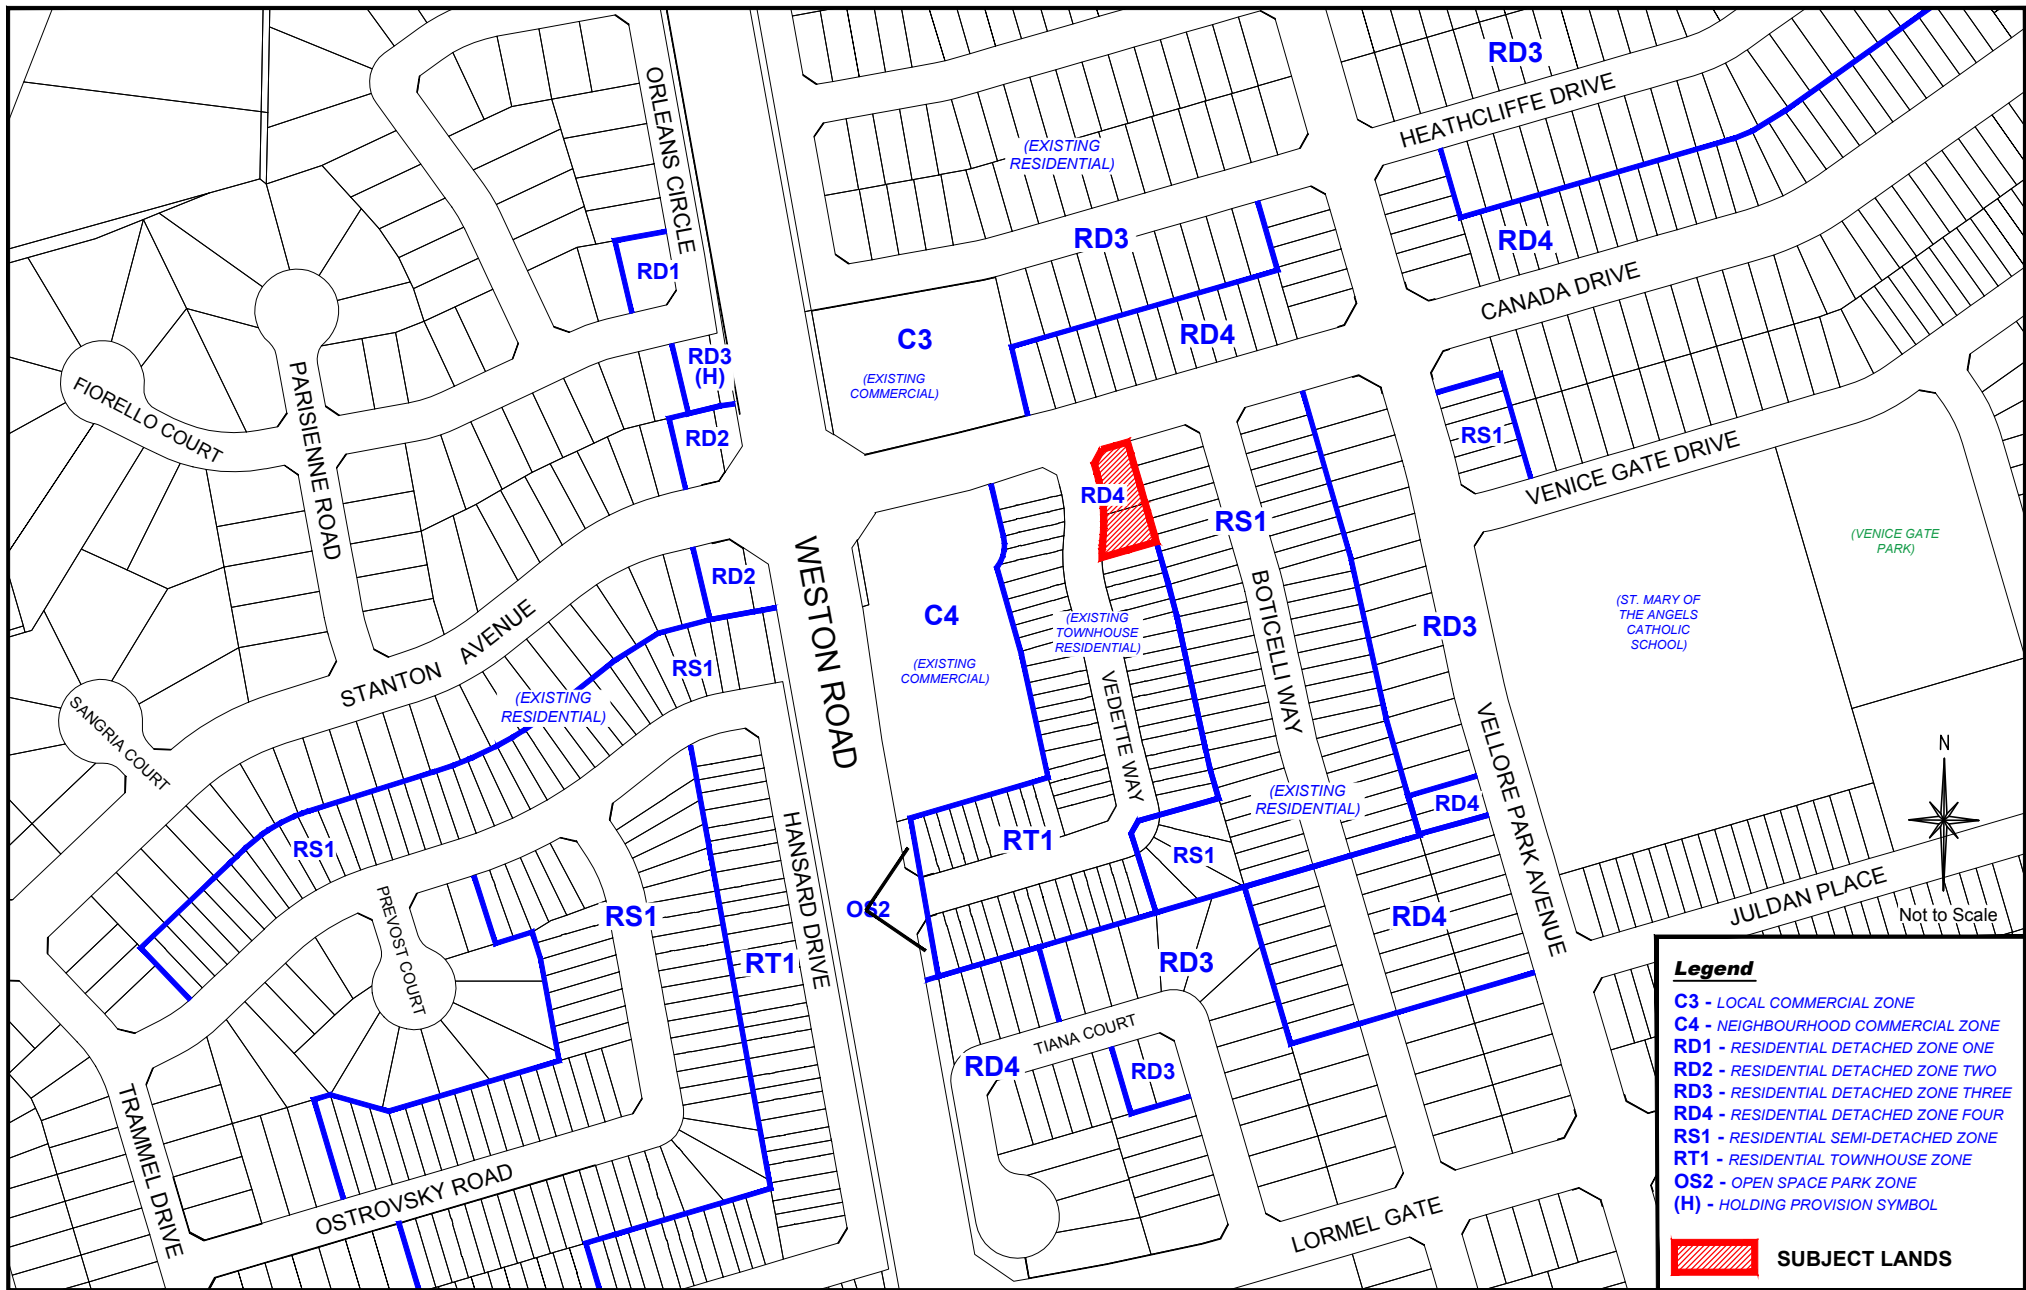 ORLEANS CIRCLE
RD3
HEATHCLIFFE DRIVE
(EXISTING
RESIDENTIAL)
RD3
RD4
RD1
CANADA DRIVE
C3
(EXISTING
COMMERCIAL)
RD4
RD3
(H)
RD2
FIORELLO COURT
PARISIENNE ROAD
RS1
VENICE GATE DRIVE
RD4
RS1
(VENICE GATE
PARK)
WESTON ROAD
RD2
STANTON AVENUE
RS1
(EXISTING
RESIDENTIAL)
C4
(EXISTING
COMMERCIAL)
(EXISTING
TOWNHOUSE
RESIDENTIAL)
BOTICELLI WAY
RD3
(ST. MARY OF
THE ANGELS
CATHOLIC
SCHOOL)
VEDETTE WAY
SANGRIA COURT
VELLORE PARK AVENUE
N
(EXISTING
RESIDENTIAL)
RD4
RS1
HANSARD DRIVE
RT1
RS1
PREVOST COURT
RS1
OS2
RD4
JULDAN PLACE
Not to Scale
RT1
RD3
TIANA COURT
RD4
RD3
TRAMMEL DRIVE
OSTROVSKY ROAD
LORMEL GATE
Legend
C3 - LOCAL COMMERCIAL ZONE
C4 - NEIGHBOURHOOD COMMERCIAL ZONE
RD1 - RESIDENTIAL DETACHED ZONE ONE
RD2 - RESIDENTIAL DETACHED ZONE TWO
RD3 - RESIDENTIAL DETACHED ZONE THREE
RD4 - RESIDENTIAL DETACHED ZONE FOUR
RS1 - RESIDENTIAL SEMI-DETACHED ZONE
RT1 - RESIDENTIAL TOWNHOUSE ZONE
OS2 - OPEN SPACE PARK ZONE
(H) - HOLDING PROVISION SYMBOL
SUBJECT LANDS